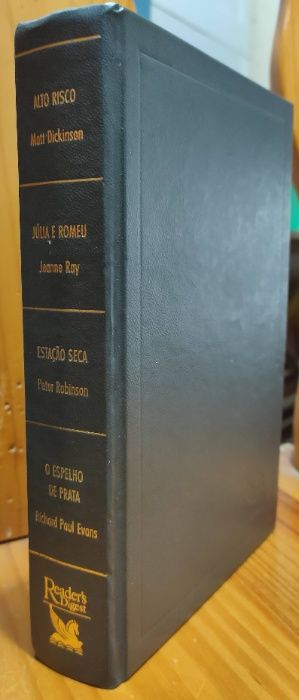 ALTO RISCO
Matt Dickinson
JÚLIA E ROMEU
Jeanne Ray
ESTAÇÃO SECA
Peter Robinson
O ESPELHO
DE PRATA
Richard Paul Evans
Reader's
Digest